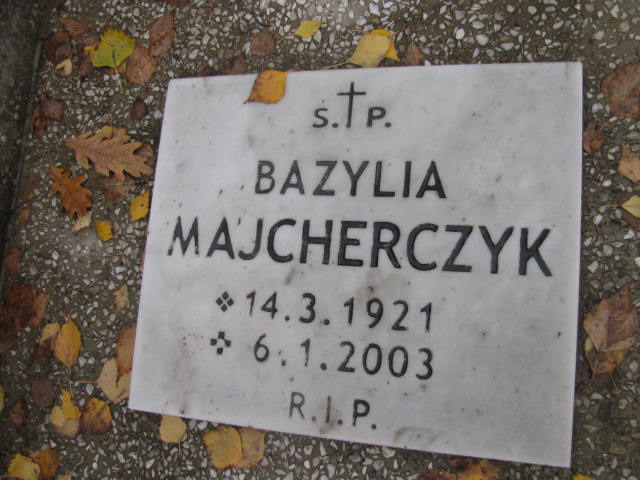 Ś.†P.
BAZYLIA
MAJCHERCZYK
14.3.1921
6.1.2003
R.I.P.